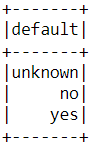 +-------+
|default|
+-------+
|unknown|
|     no|
|    yes|
+-------+